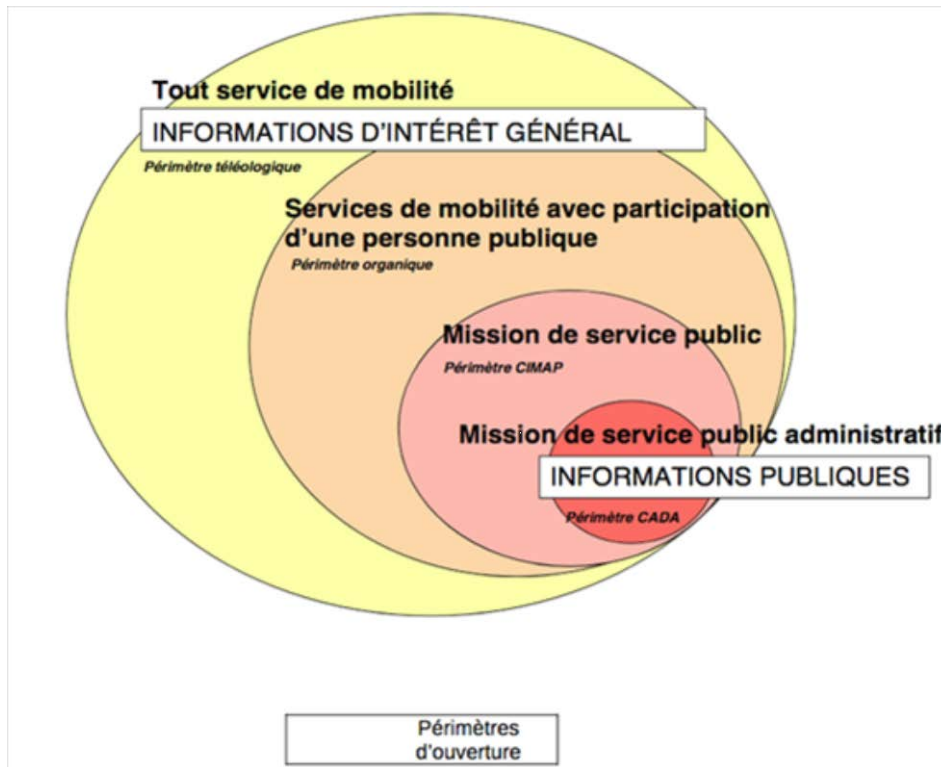 Tout service de mobilité
INFORMATIONS D'INTÉRÊT GÉNÉRAL
Périmètre téléologique
Services de mobilité avec participation
d'une personne publique
Périmètre organique
Mission de service public
Périmètre CIMAP
Mission de service public administratif
INFORMATIONS PUBLIQUES
Périmètre CADA
Périmètres
d'ouverture